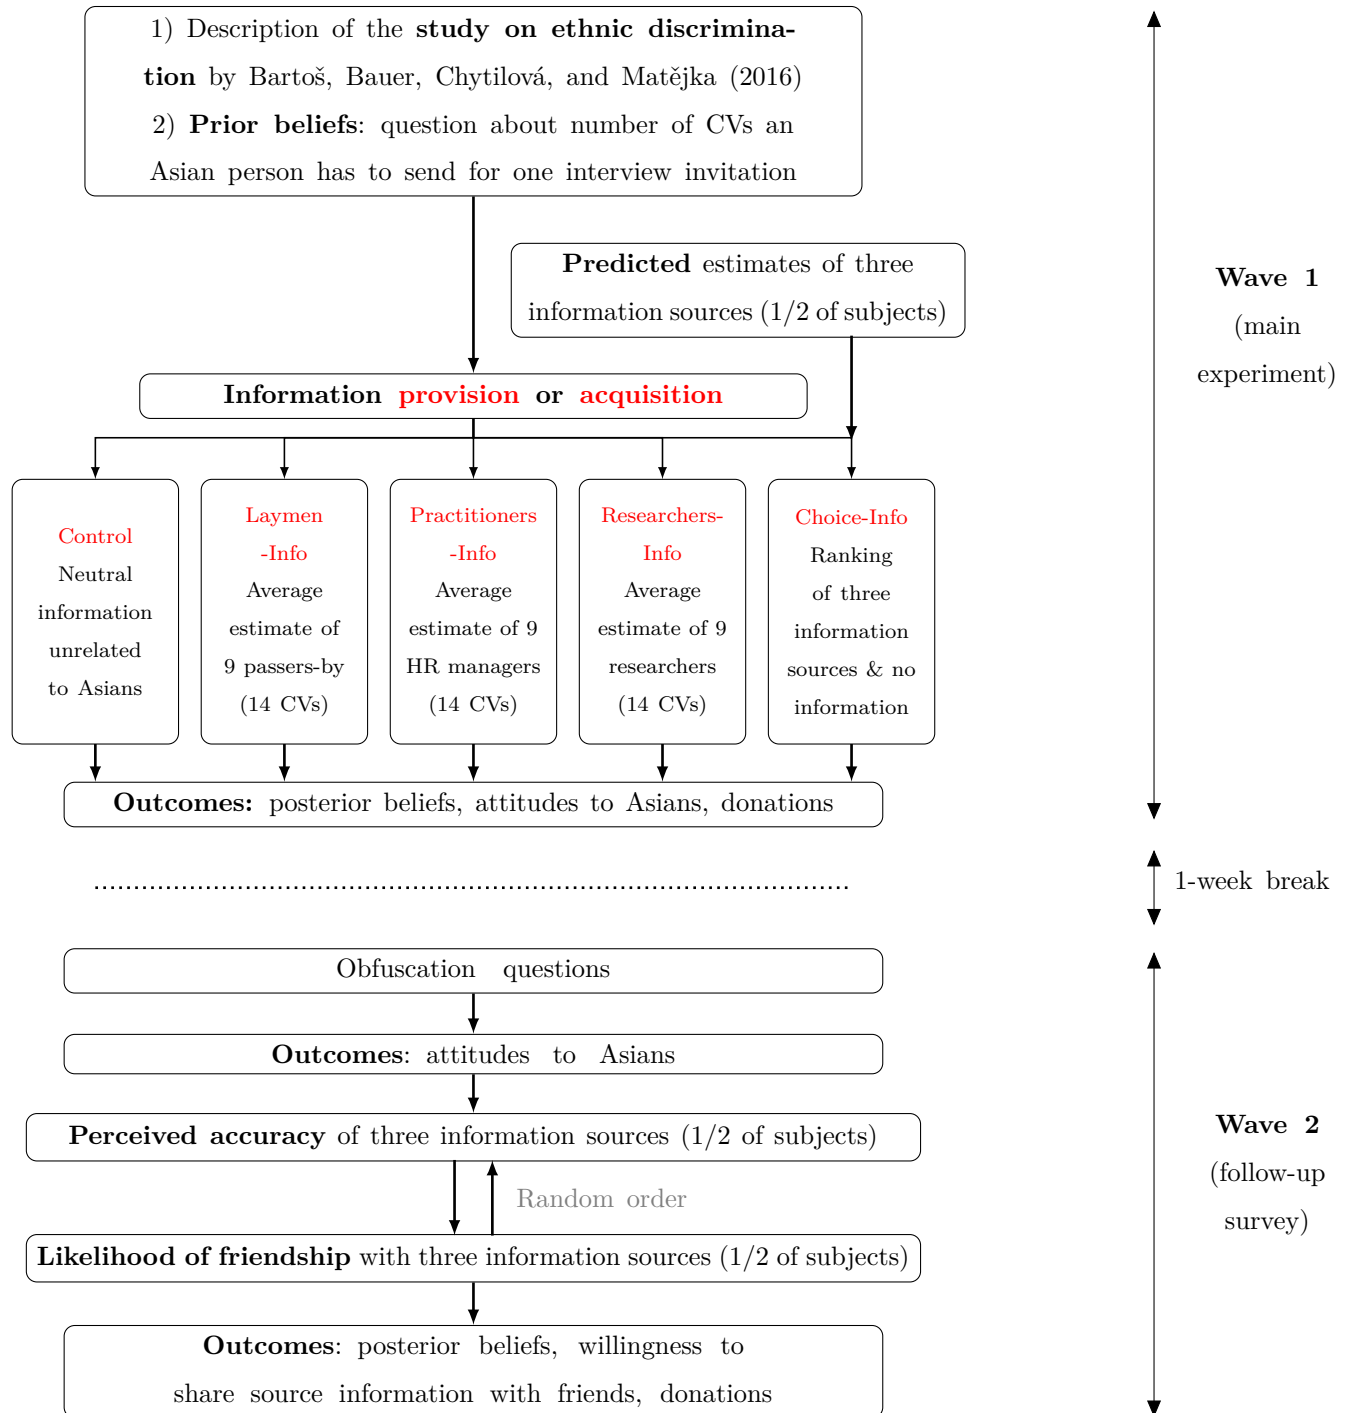 1) Description of the study on ethnic discrimina-
tion by Bartoš, Bauer, Chytilová, and Matějka (2016)
2) Prior beliefs: question about number of CVs an
Asian person has to send for one interview invitation
Predicted estimates of three
information sources (1/2 of subjects)
Wave 1
(main
experiment)
Information provision or acquisition
Control
Neutral
information
unrelated
to Asians
Laymen
-Info
Average
estimate of
9 passers-by
(14 CVs)
Practitioners
-Info
Average
estimate of 9
HR managers
(14 CVs)
Researchers-
Info
Average
estimate of 9
researchers
(14 CVs)
Choice-Info
Ranking
of three
information
sources & no
information
Outcomes: posterior beliefs, attitudes to Asians, donations
1-week break
Obfuscation questions
Outcomes: attitudes to Asians
Perceived accuracy of three information sources (1/2 of subjects)
Random order
Likelihood of friendship with three information sources (1/2 of subjects)
Wave 2
(follow-up
survey)
Outcomes: posterior beliefs, willingness to
share source information with friends, donations